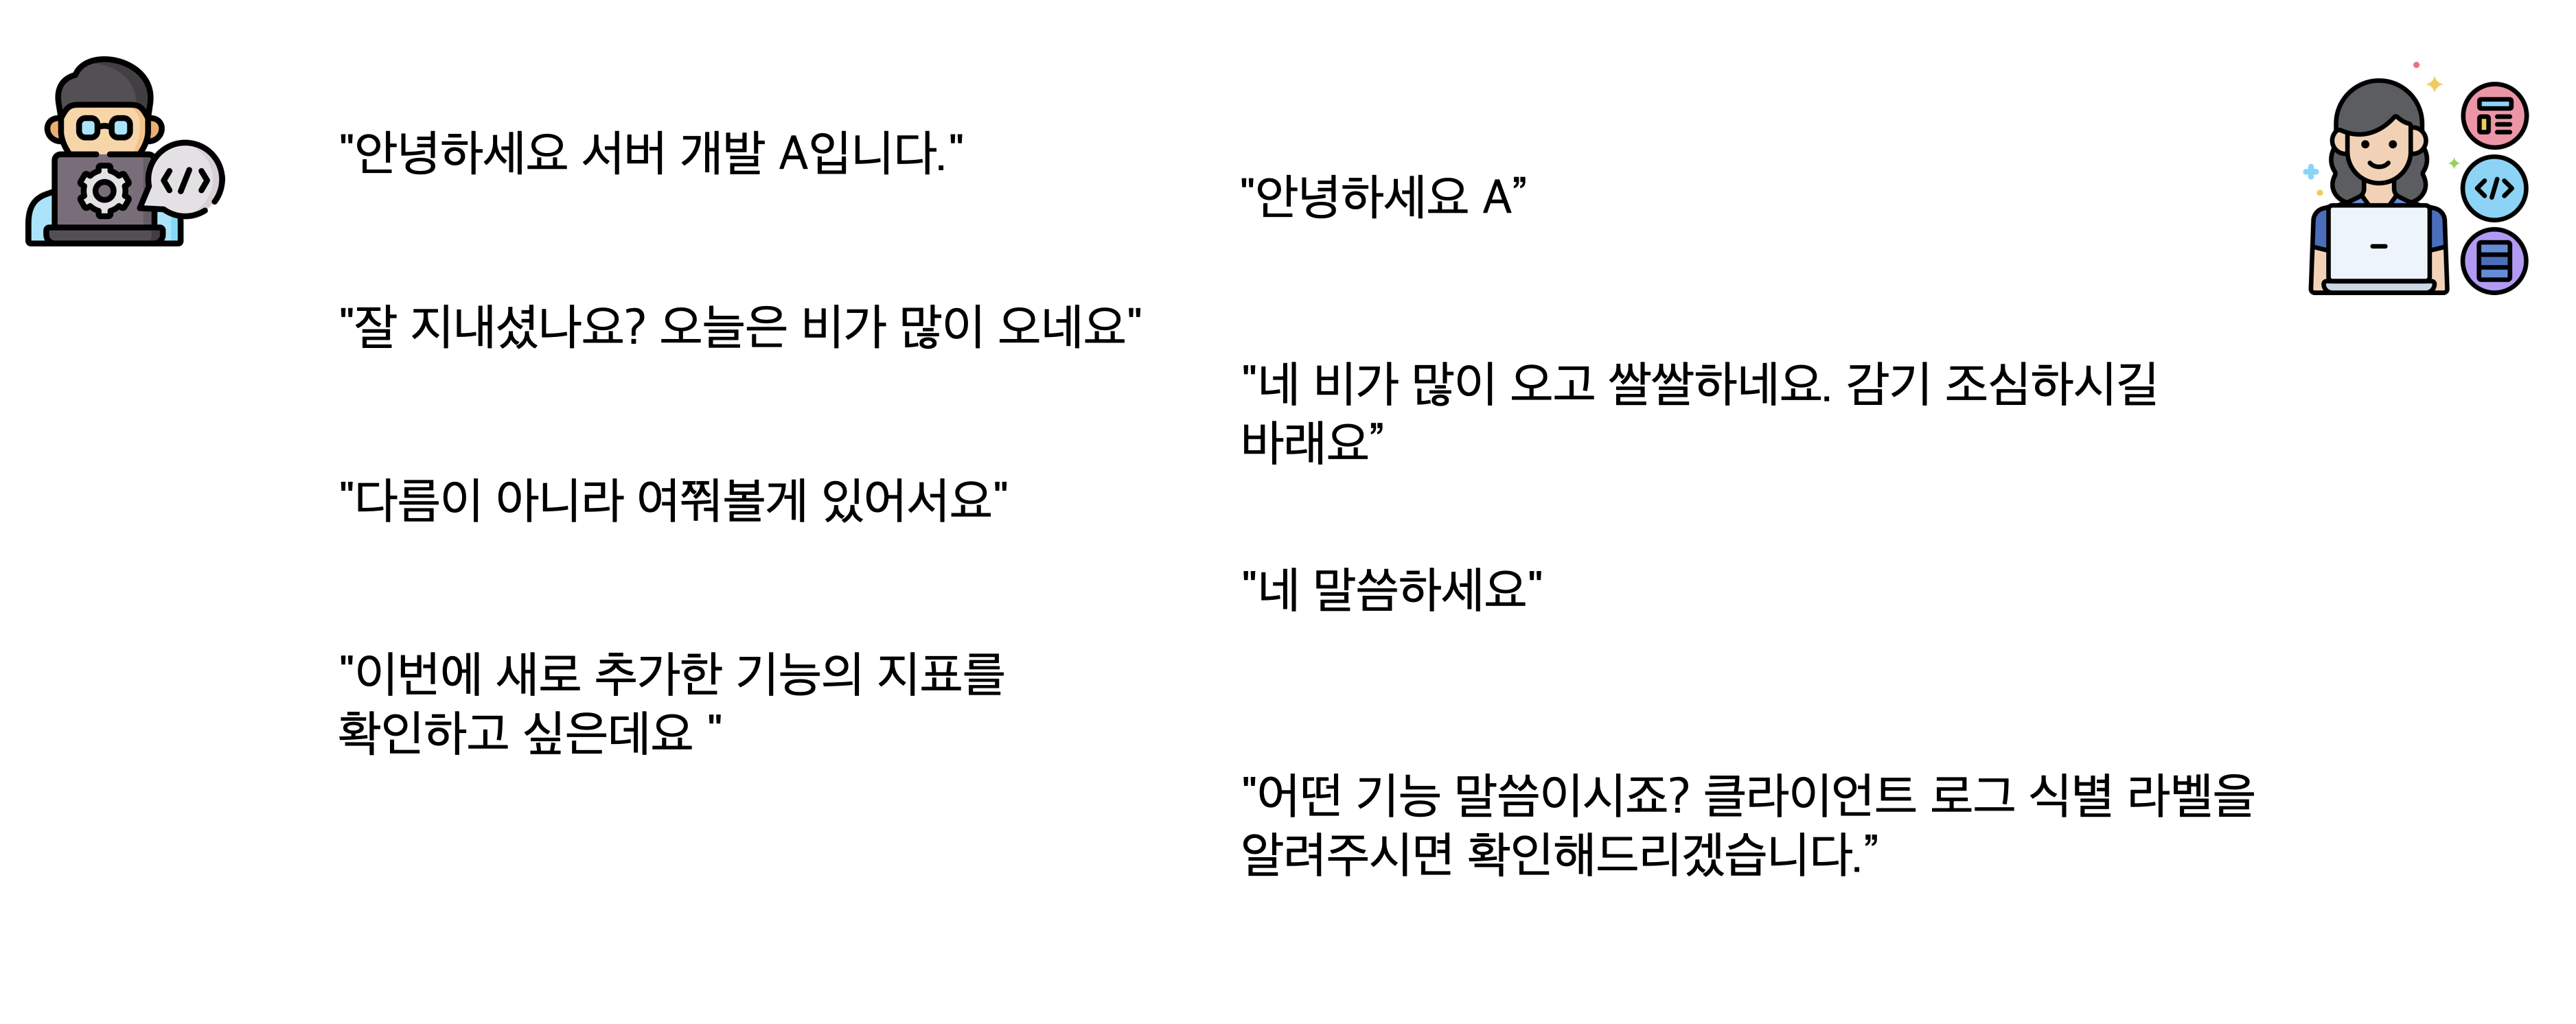 "안녕하세요 서버 개발 A입니다."
"안녕하세요 A”
"잘 지내셨나요? 오늘은 비가 많이 오네요"
"네 비가 많이 오고 쌀쌀하네요. 감기 조심하시길
바래요”
"다름이 아니라 여쭤볼게 있어서요"
"네 말씀하세요"
"이번에 새로 추가한 기능의 지표를
확인하고 싶은데요 "
"어떤 기능 말씀이시죠? 클라이언트 로그 식별 라벨을
알려주시면 확인해드리겠습니다.”